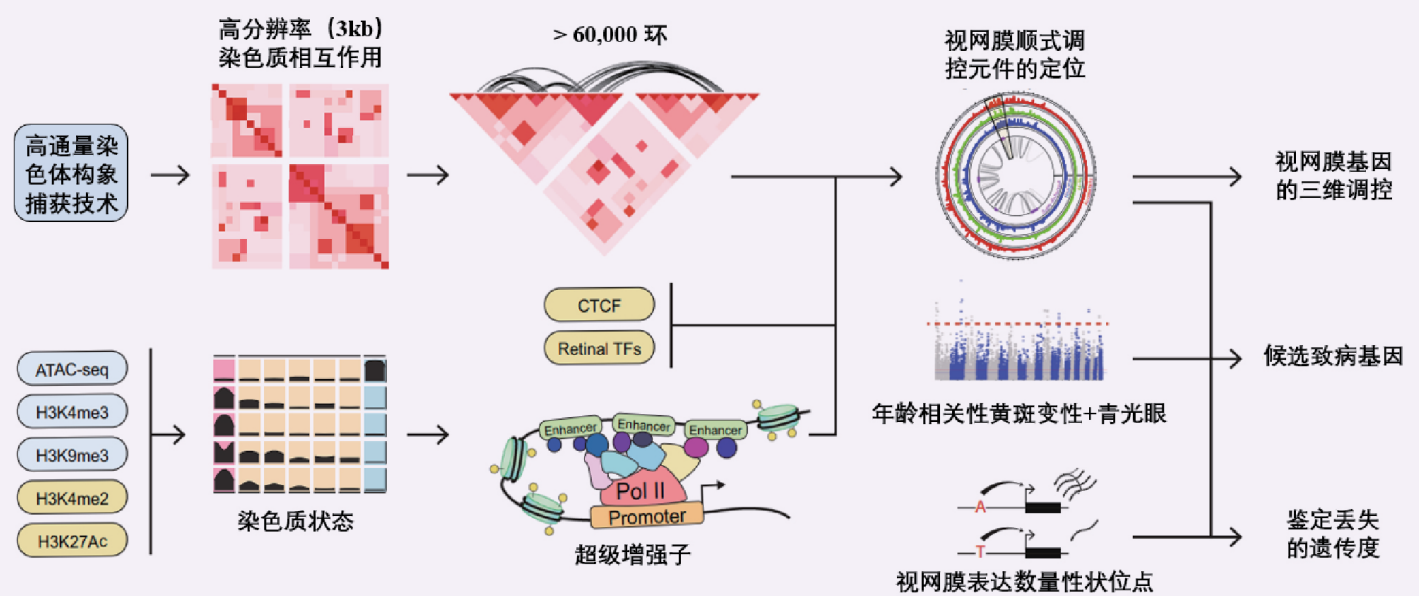 高分辨率（3kb）
染色质相互作用
> 60,000 环
视网膜顺式调
控元件的定位
高通量染
色体构象
捕获技术
视网膜基因
的三维调控
CTCF
Retinal TFs
ATAC-seq
H3K4me3
H3K9me3
H3K4me2
H3K27Ac
染色质状态
Enhancer
Enhancer
Enhancer
Pol II
Promoter
超级增强子
年龄相关性黄斑变性+青光眼
候选致病基因
A
T
视网膜表达数量性状位点
鉴定丢失
的遗传度